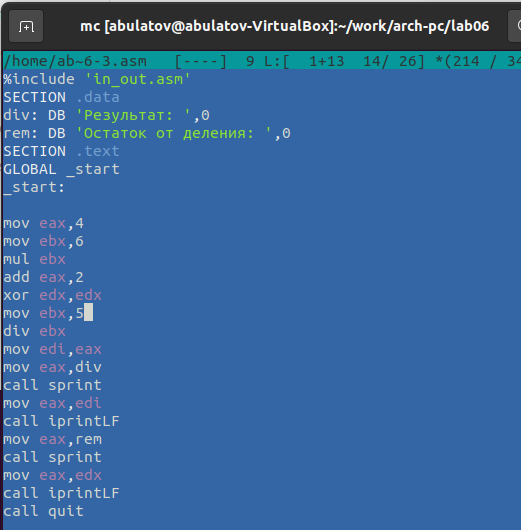 mc [abulatov@abulatov-VirtualBox]:~/work/arch-pc/lab06
/home/ab~6-3.asm   [----]  9 L:[  1+13  14/ 26] *(214 / 34
%include 'in_out.asm'
SECTION .data
div: DB 'Результат: ',0
rem: DB 'Остаток от деления: ',0
SECTION .text
GLOBAL _start
_start:

mov eax,4
mov ebx,6
mul ebx
add eax,2
xor edx,edx
mov ebx,5
div ebx
mov edi,eax
mov eax,div
call sprint
mov eax,edi
call iprintLF
mov eax,rem
call sprint
mov eax,edx
call iprintLF
call quit